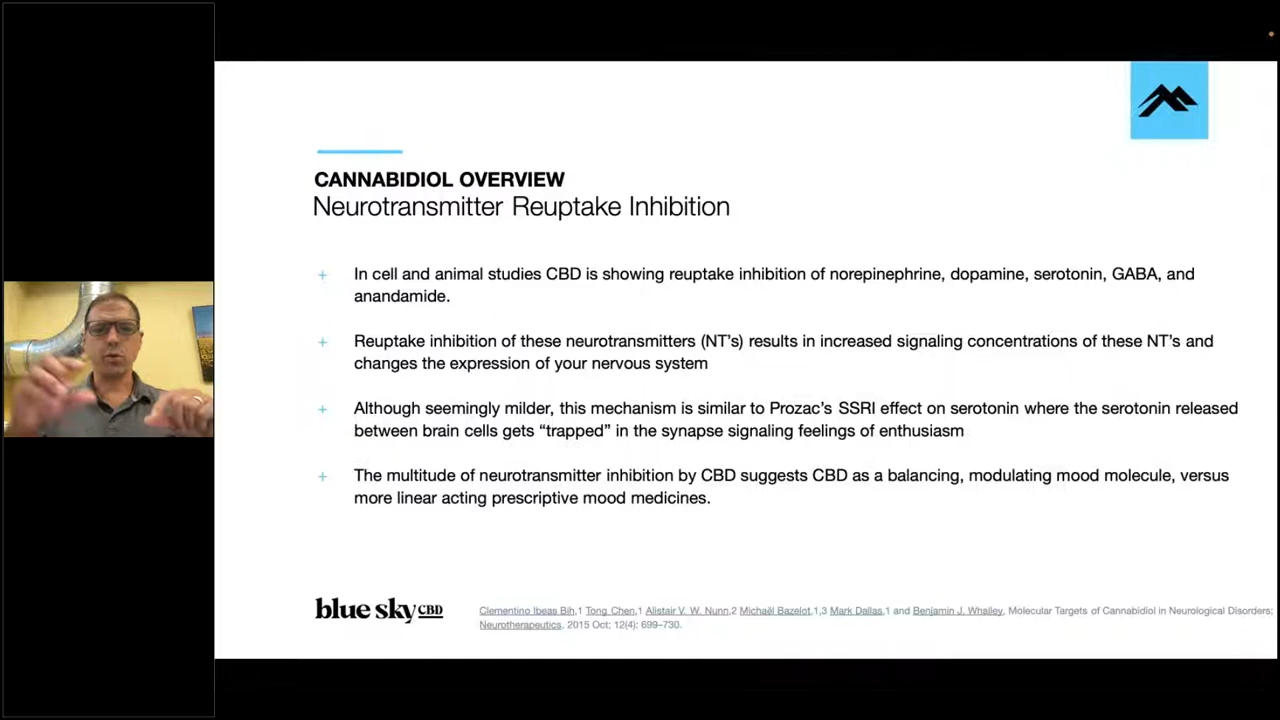 CANNABIDIOL OVERVIEW
Neurotransmitter Reuptake Inhibition
+ In cell and animal studies CBD is showing reuptake inhibition of norepinephrine, dopamine, serotonin, GABA, and
anandamide.
+ Reuptake inhibition of these neurotransmitters (NT's) results in increased signaling concentrations of these NT's and
changes the expression of your nervous system
+ Although seemingly milder, this mechanism is similar to Prozac's SSRI effect on serotonin where the serotonin released
between brain cells gets “trapped” in the synapse signaling feelings of enthusiasm
+ The multitude of neurotransmitter inhibition by CBD suggests CBD as a balancing, modulating mood molecule, versus
more linear acting prescriptive mood medicines.
blue sky CBD
Clementino Ibeas Bih,1 Tong Chen,1 Alistair V. W. Nunn,2 Michaël Bazelot,1,3 Mark Dallas,1 and Benjamin J. Whalley, Molecular Targets of Cannabidiol in Neurological Disorders;
Neurotherapeutics. 2015 Oct; 12(4): 699–730.